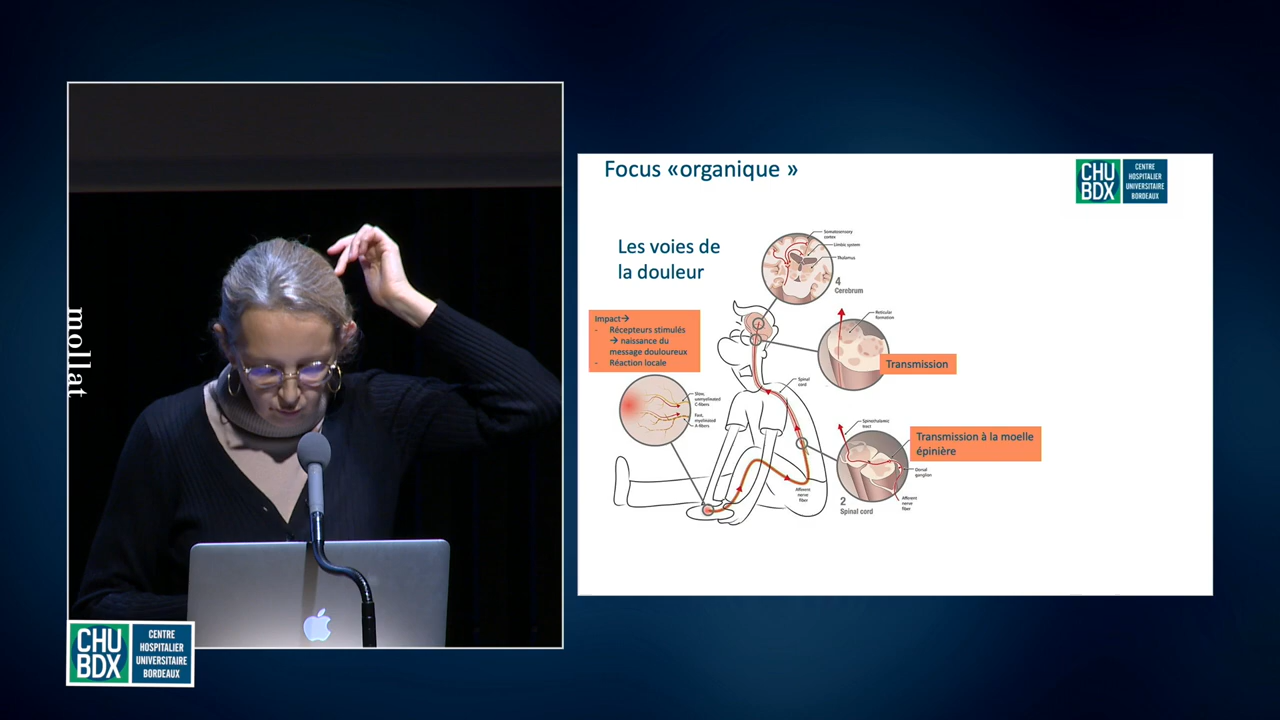 mollat
CHU
BDX
CENTRE
HOSPITALIER
UNIVERSITAIRE
BORDEAUX
Focus «organique »
CHU
BDX
CENTRE
HOSPITALIER
UNIVERSITAIRE
BORDEAUX
Les voies de
la douleur
Somatosensory
cortex
Limbic system
Thalamus
4
Cerebrum
Impact→
- Récepteurs stimulés
→ naissance du
message douloureux
- Réaction locale
Reticular
formation
Transmission
Slow,
unmyelinated
C-fibers
Fast,
myelinated
A-fibers
Spinal
cord
Spinothalamic
tract
Transmission à la moelle
épinière
Dorsal
ganglion
Afferent
nerve
fiber
2
Spinal cord
Afferent
nerve
fiber